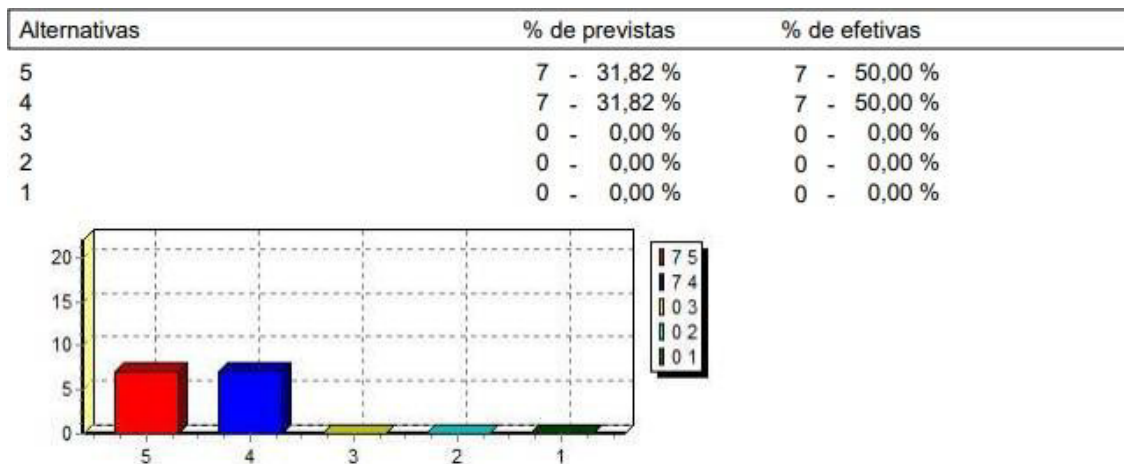 Alternativas % de previstas % de efetivas
5 7 - 31,82 % 7 - 50,00 %
4 7 - 31,82 % 7 - 50,00 %
3 0 - 0,00 % 0 - 0,00 %
2 0 - 0,00 % 0 - 0,00 %
1 0 - 0,00 % 0 - 0,00 %
20
15
10
5
0
5 4 3 2 1
7 5
7 4
0 3
0 2
0 1